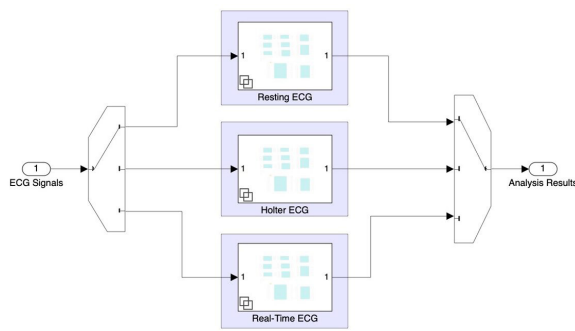 1 1
Resting ECG
1
ECG Signals
1 1
Holter ECG
1
Analysis Results
1 1
Real-Time ECG